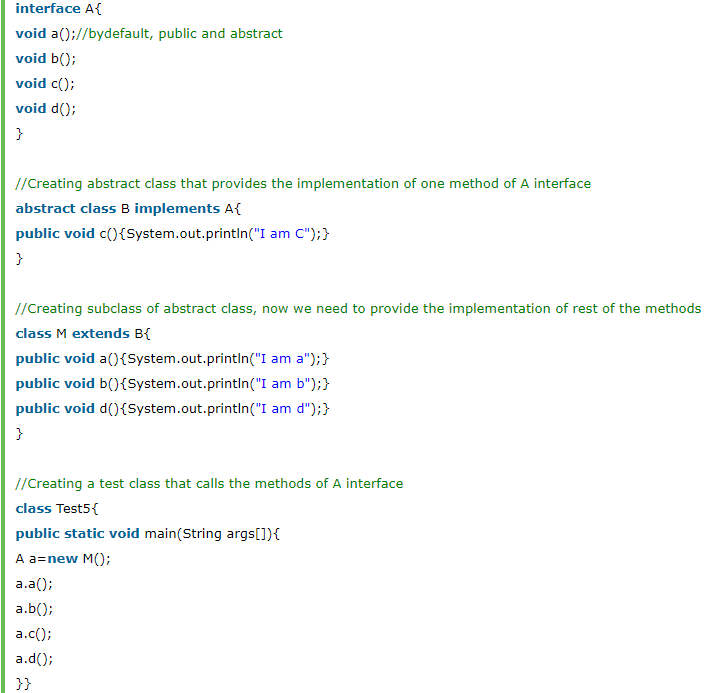 interface A{
void a();//bydefault, public and abstract
void b();
void c();
void d();
}
//Creating abstract class that provides the implementation of one method of A interface
abstract class B implements A{
public void c(){System.out.println("I am C");}
}
//Creating subclass of abstract class, now we need to provide the implementation of rest of the methods
class M extends B{
public void a(){System.out.println("I am a");}
public void b(){System.out.println("I am b");}
public void d(){System.out.println("I am d");}
}
//Creating a test class that calls the methods of A interface
class Test5{
public static void main(String args[]){
A a=new M();
a.a();
a.b();
a.c();
a.d();
}}